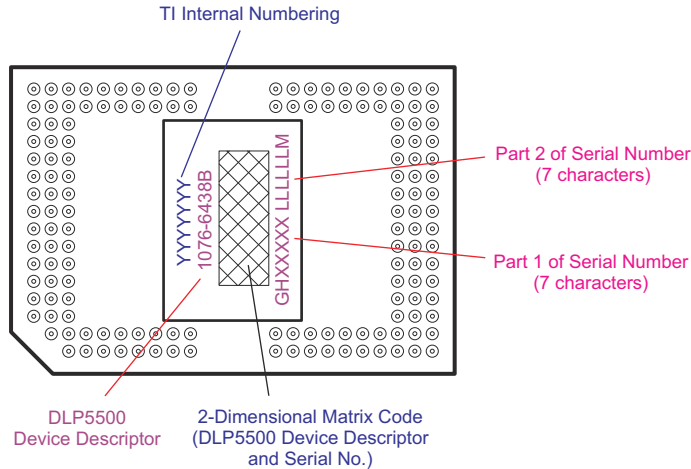 TI Internal Numbering
YYYYYYY
1076-6438B
GHXXXXX LLLLLLM
Part 2 of Serial Number
(7 characters)
Part 1 of Serial Number
(7 characters)
DLP5500
Device Descriptor
2-Dimensional Matrix Code
(DLP5500 Device Descriptor
and Serial No.)